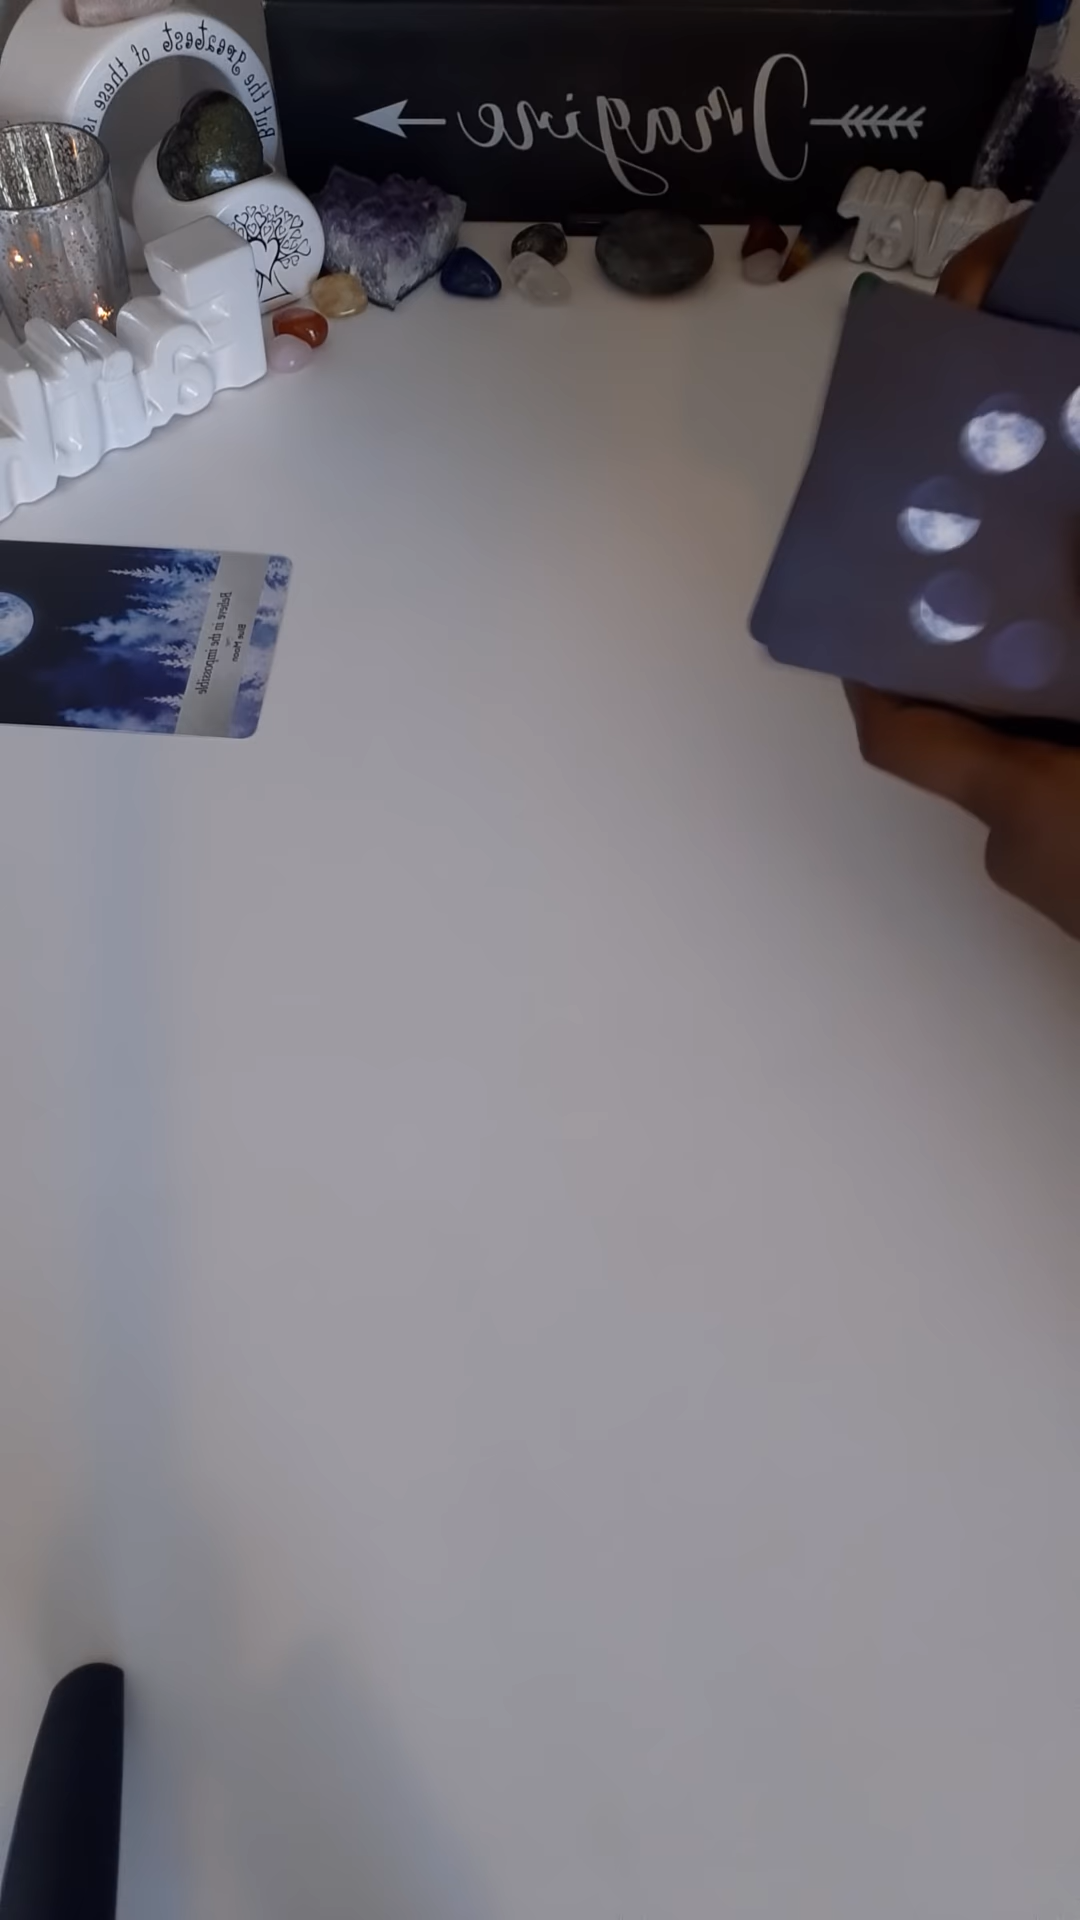 But the greatest of these is
Imagine
Believe in the impossible
Blue Moon